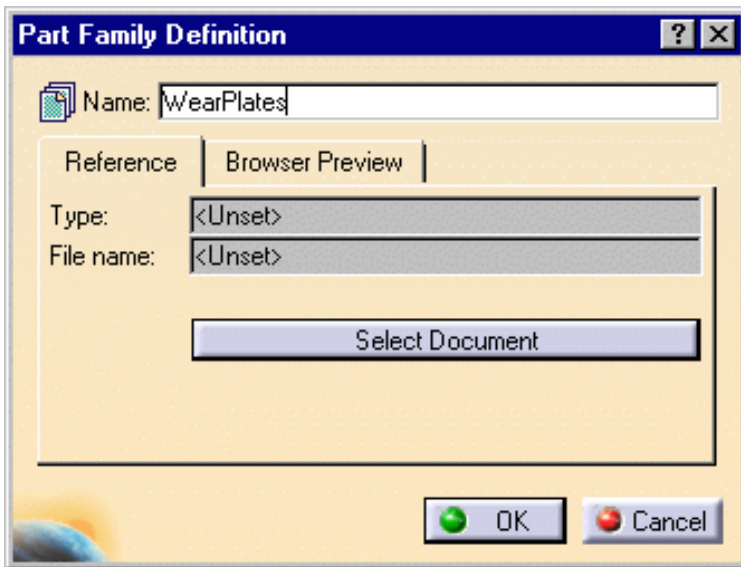 Part Family Definition
Name: WearPlates
Reference Browser Preview
Type: <Unset>
File name: <Unset>
Select Document
OK Cancel